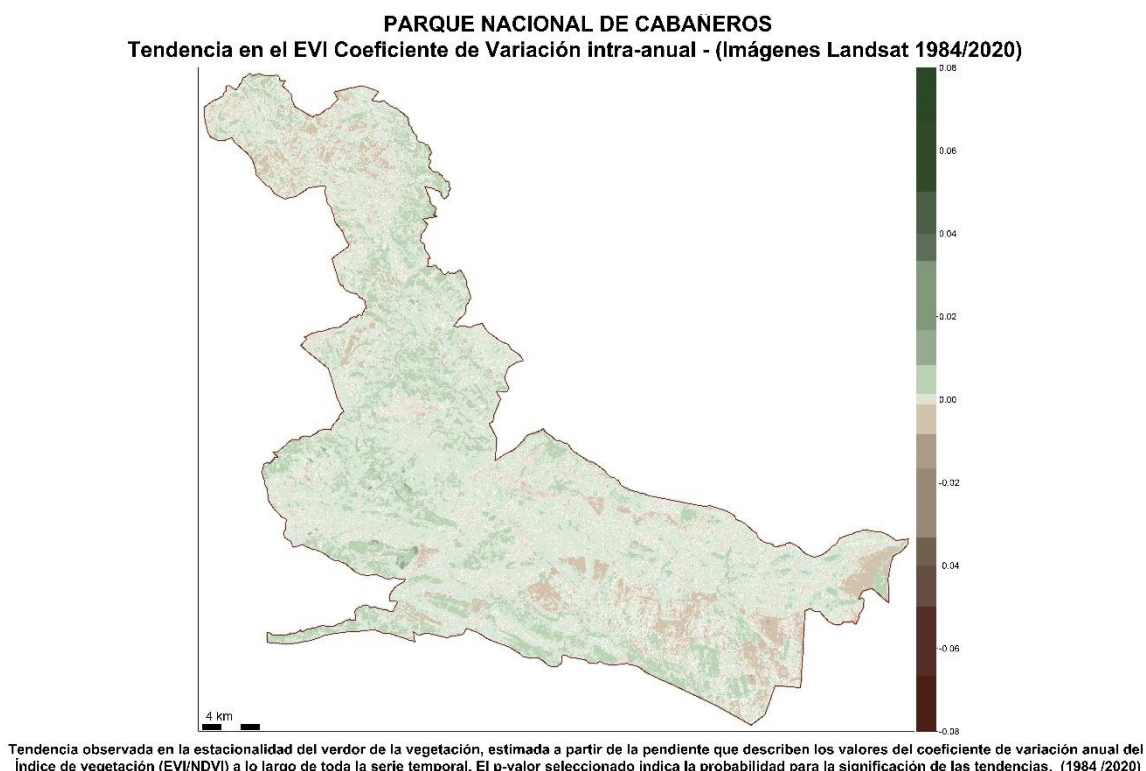 PARQUE NACIONAL DE CABAÑEROS
Tendencia en el EVI Coeficiente de Variación intra-anual - (Imágenes Landsat 1984/2020)
0.08
0.06
0.04
0.02
0.00
-0.02
0.04
-0.06
-0.08
4 km
Tendencia observada en la estacionalidad del verdor de la vegetación, estimada a partir de la pendiente que describen los valores del coeficiente de variación anual del
Índice de vegetación (EVI/NDVI) a lo largo de toda la serie temporal. El p-valor seleccionado indica la probabilidad para la significación de las tendencias. (1984 /2020)